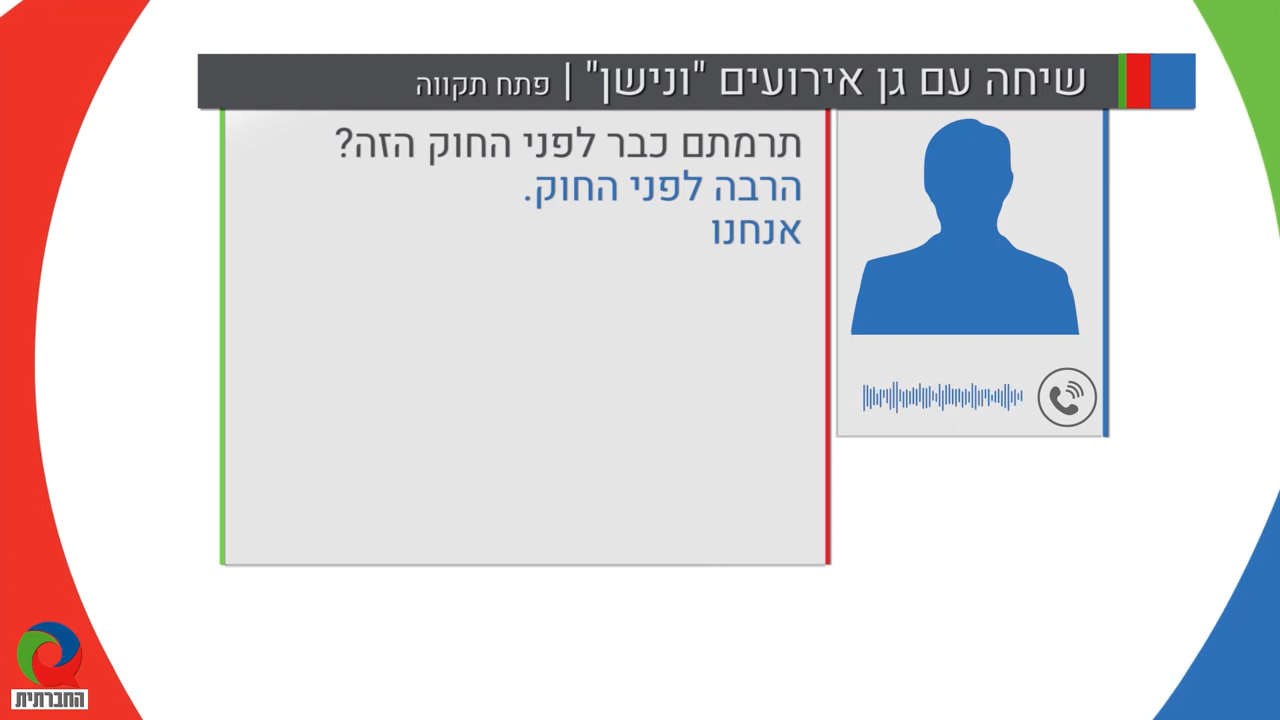 שיחה עם גן אירועים "ונישן" | פתח תקווה
תרמתם כבר לפני החוק הזה?
הרבה לפני החוק.
אנחנו
החברתית